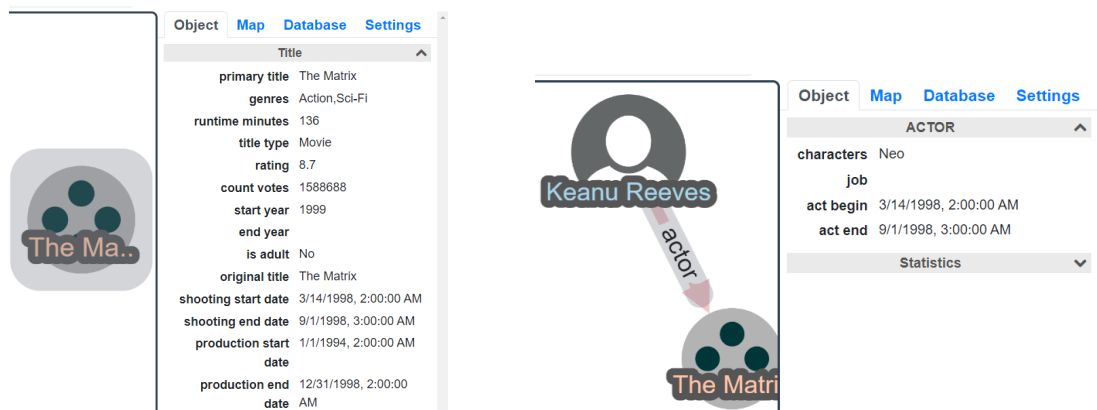 Object Map Database Settings
Title
primary title The Matrix
genres Action,Sci-Fi
runtime minutes 136
title type Movie
rating 8.7
count votes 1588688
start year 1999
end year
is adult No
original title The Matrix
shooting start date 3/14/1998, 2:00:00 AM
shooting end date 9/1/1998, 3:00:00 AM
production start 1/1/1994, 2:00:00 AM
date
production end 12/31/1998, 2:00:00
date AM
The Ma..
Keanu Reeves
actor
The Matri
Object Map Database Settings
ACTOR
characters Neo
job
act begin 3/14/1998, 2:00:00 AM
act end 9/1/1998, 3:00:00 AM
Statistics